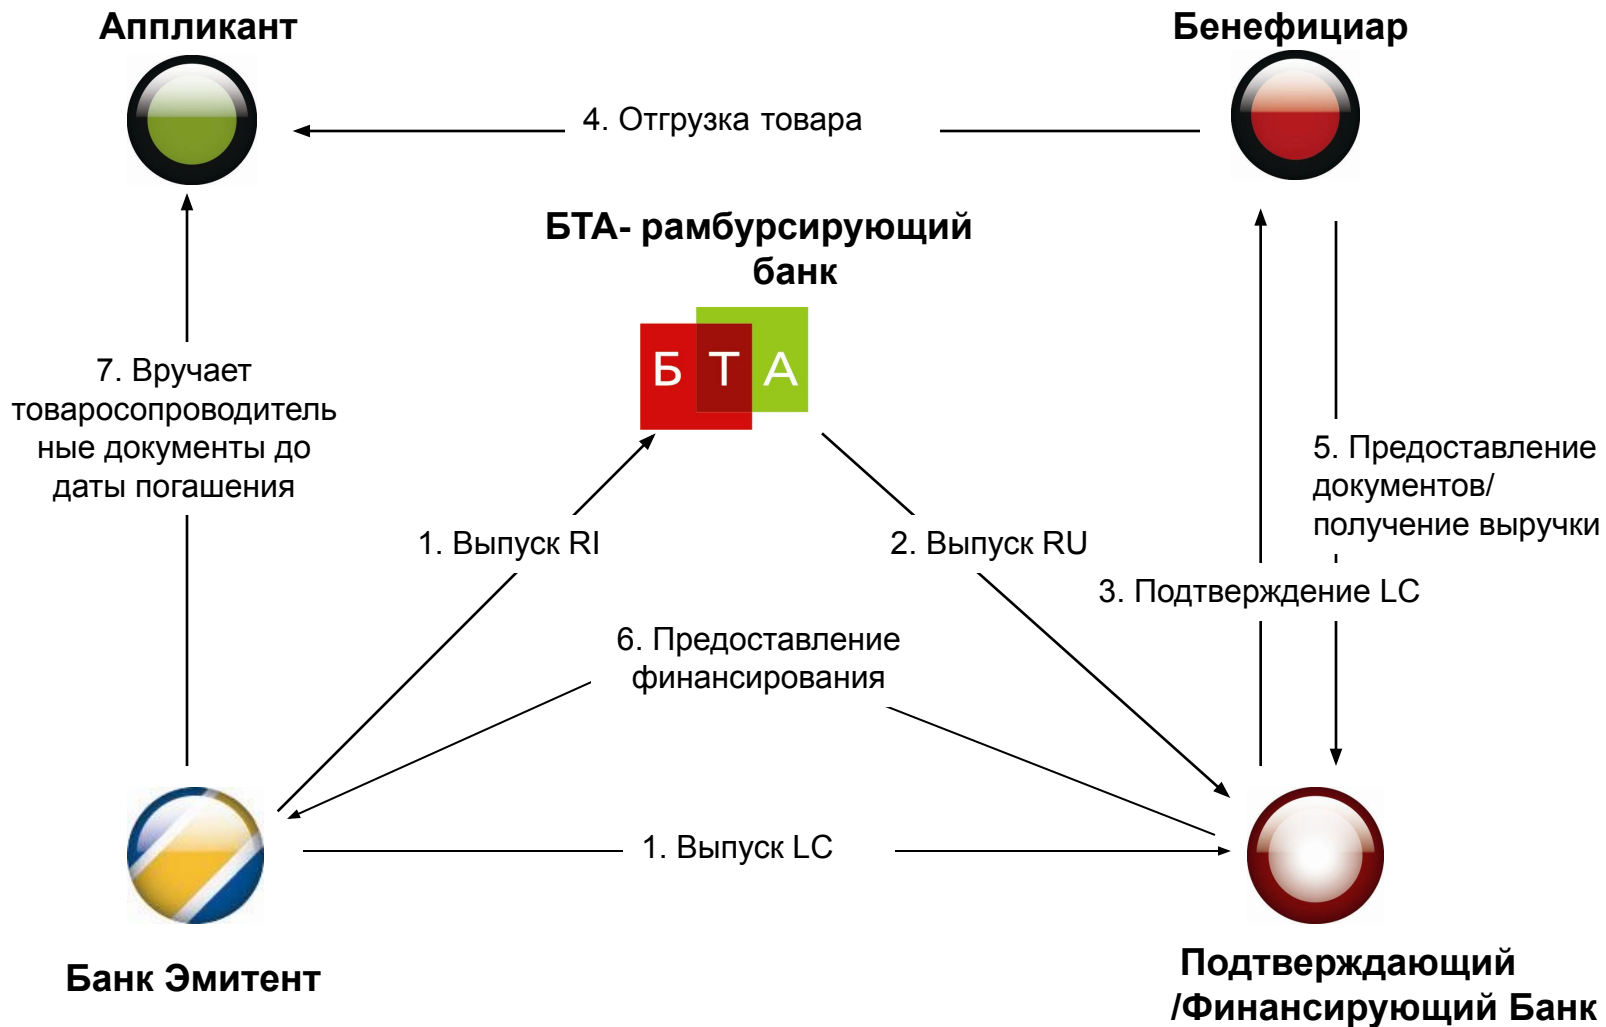 Аппликант
Бенефициар
4. Отгрузка товара
БТА- рамбурсирующий
банк
БТА
7. Вручает
товаросопроводитель
ные документы до
даты погашения
5. Предоставление
документов/
получение выручки
1. Выпуск RI
2. Выпуск RU
3. Подтверждение LC
6. Предоставление
финансирования
1. Выпуск LC
Банк Эмитент
Подтверждающий
/Финансирующий Банк